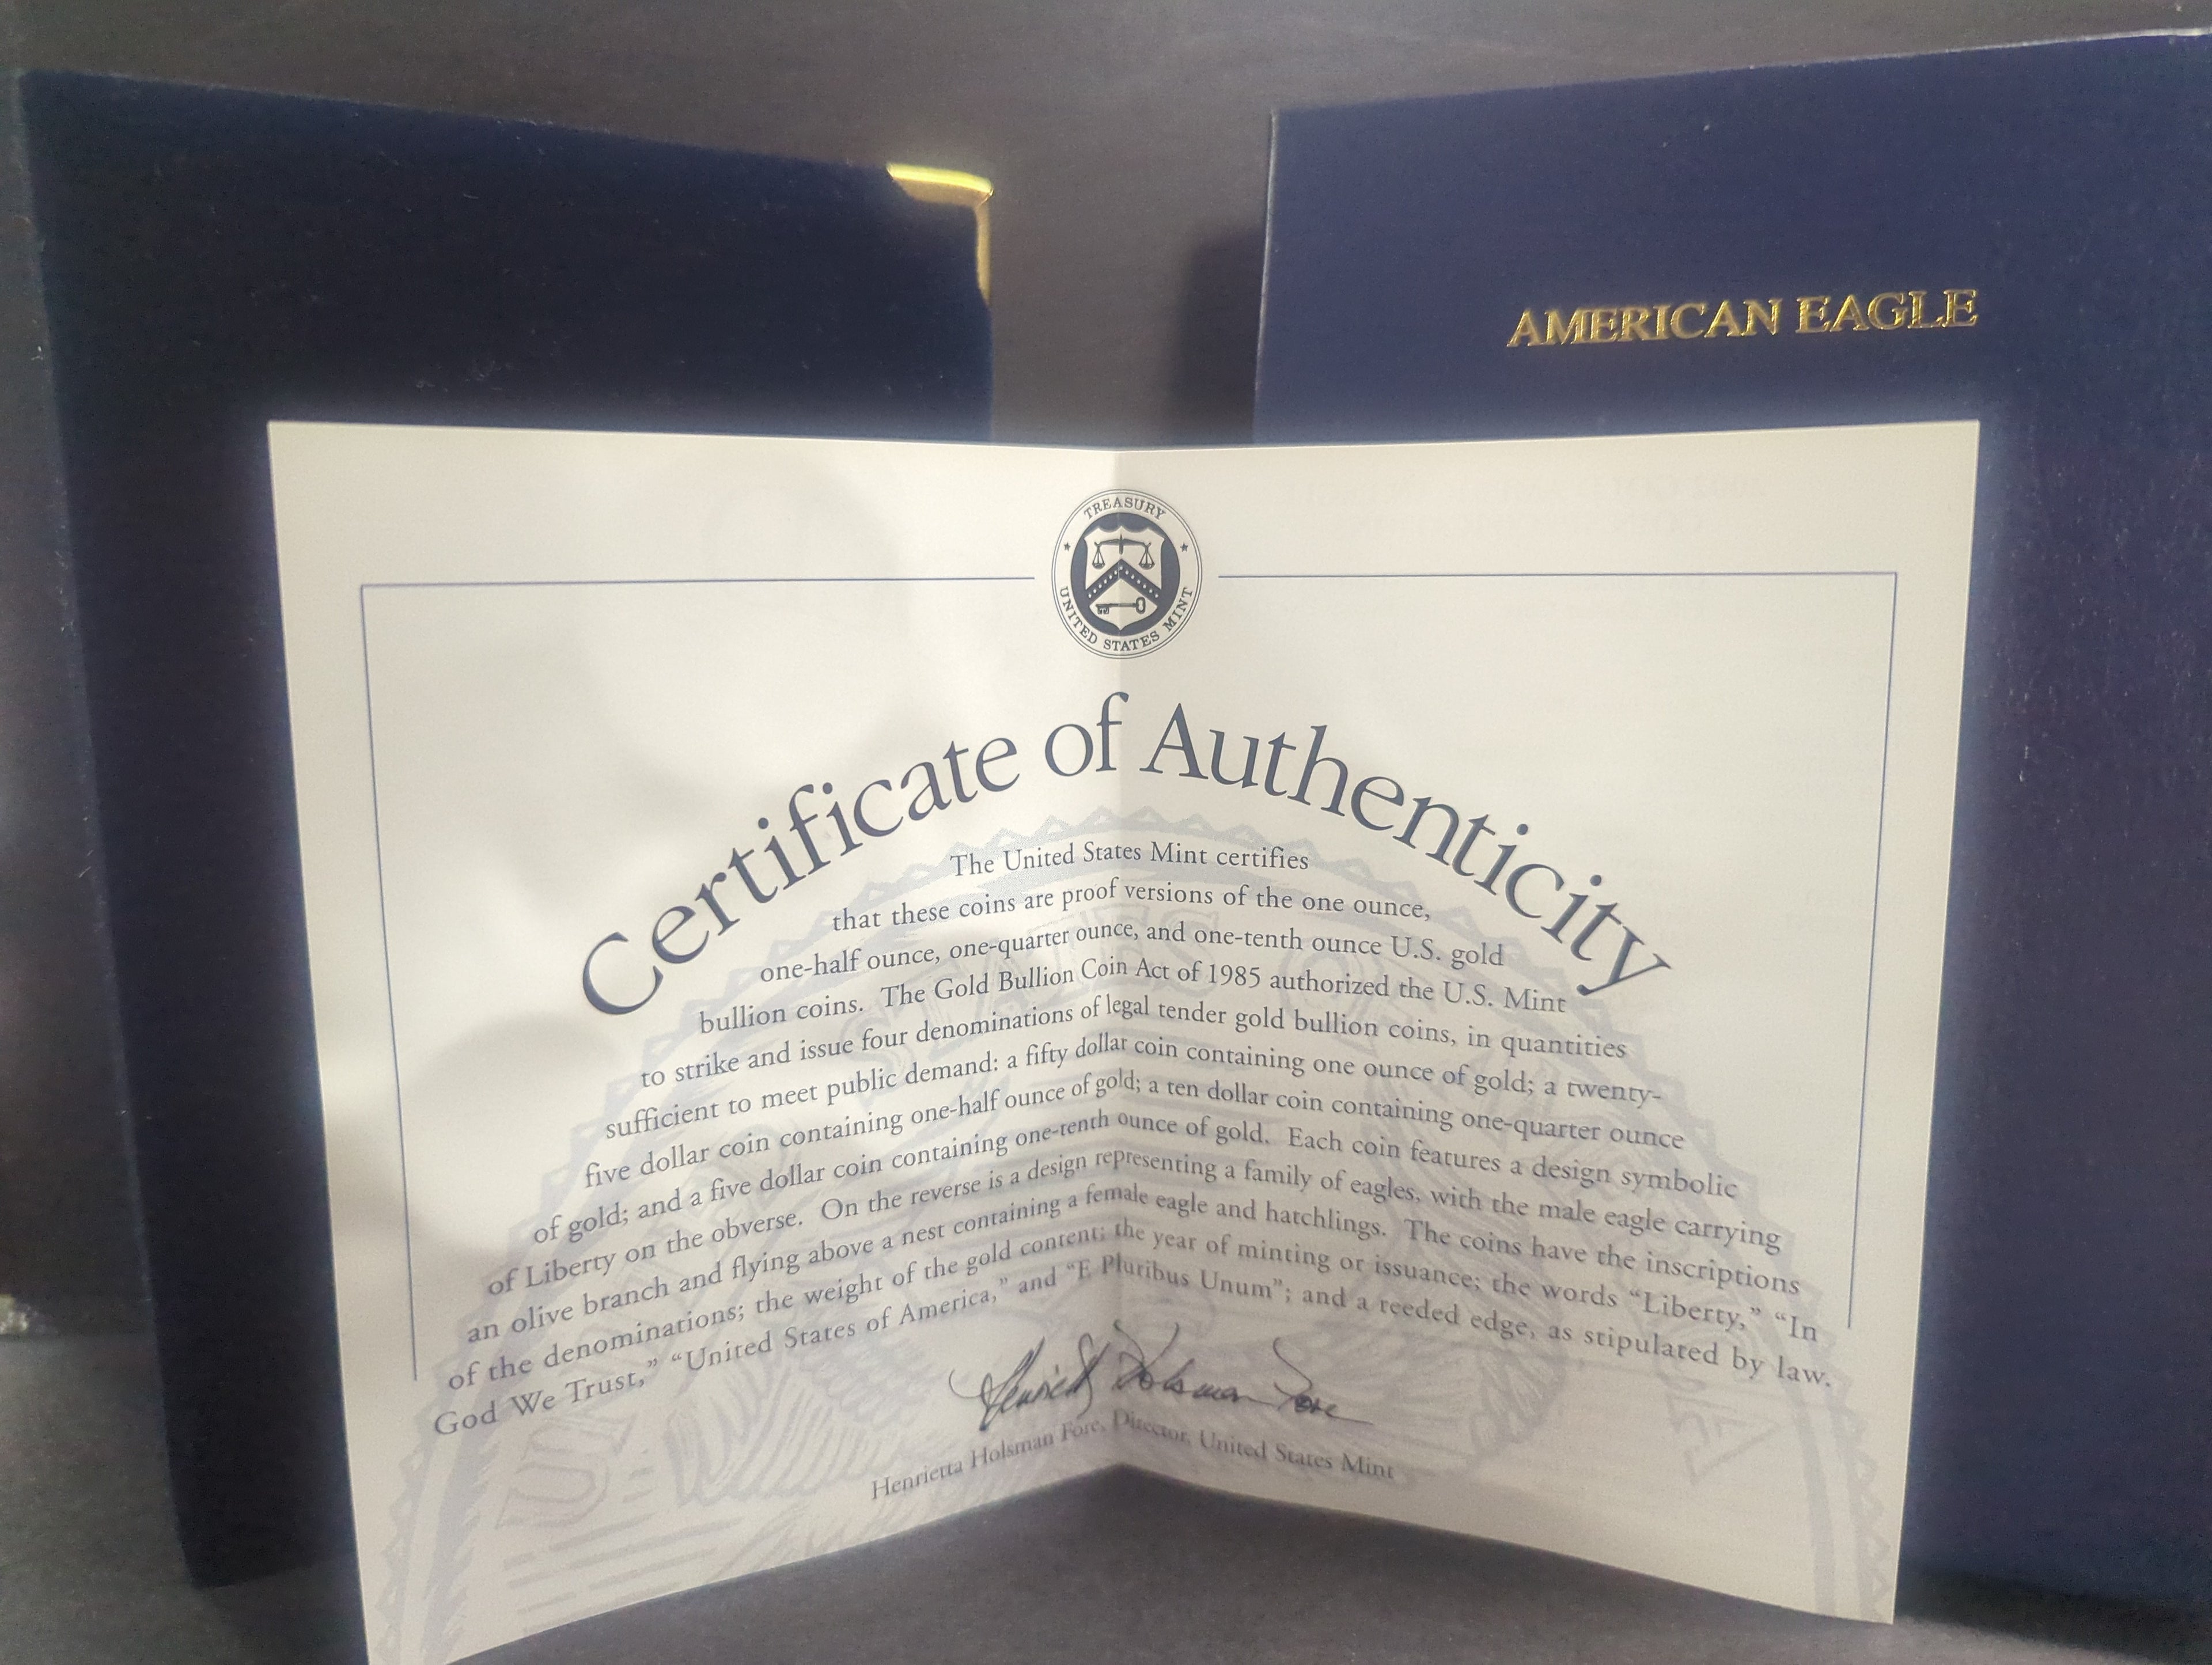 AMERICAN EAGLE
TREASURY
UNITED STATES MINT
Certificate of Authenticity
The United States Mint certifies
that these coins are proof versions of the one ounce,
one-half ounce, one-quarter ounce, and one-tenth ounce U.S. gold
bullion coins. The Gold Bullion Coin Act of 1985 authorized the U.S. Mint
to strike and issue four denominations of legal tender gold bullion coins, in quantities
sufficient to meet public demand: a fifty dollar coin containing one ounce of gold; a twenty-
five dollar coin containing one-half ounce of gold; a ten dollar coin containing one-quarter ounce
of gold; and a five dollar coin containing one-tenth ounce of gold. Each coin features a design symbolic
of Liberty on the obverse. On the reverse is a design representing a family of eagles, with the male eagle carrying
an olive branch and flying above a nest containing a female eagle and hatchlings. The coins have the inscriptions
of the denominations; the weight of the gold content; the year of minting or issuance; the words “Liberty,” “In
God We Trust,” “United States of America,” and “E Pluribus Unum”; and a reeded edge, as stipulated by law.
Henrietta Holsman Fore
Henrietta Holsman Fore, Director, United States Mint